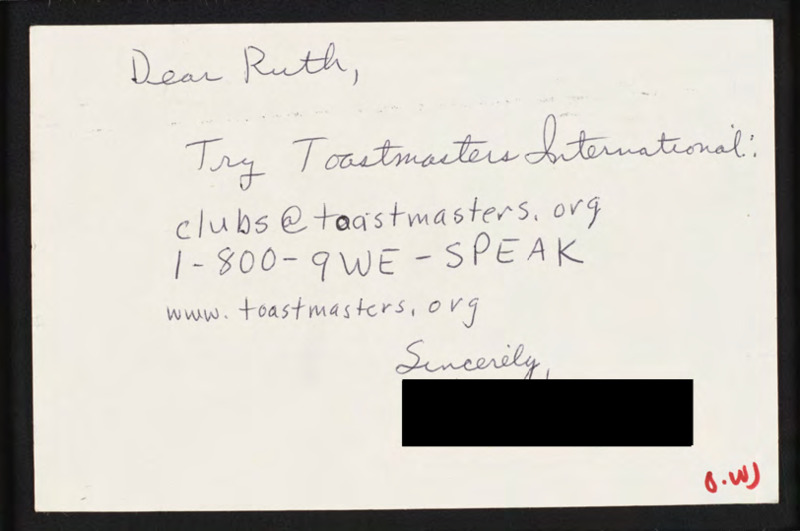 Dear Ruth,
Try Toastmasters International:
clubs@toastmasters.org
1-800-9WE-SPEAK
www.toastmasters.org
Sincerely,